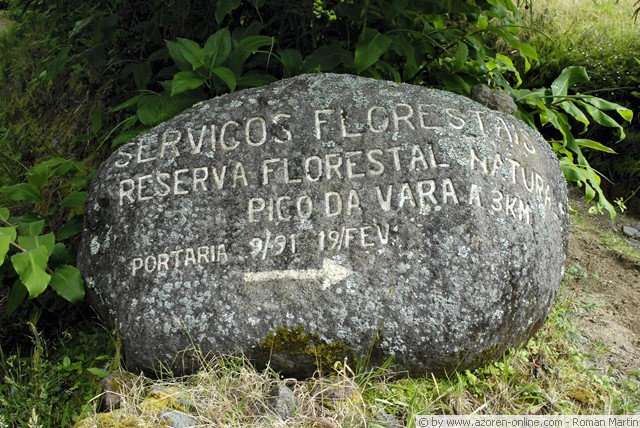 SERVIÇOS FLORESTAIS
RESERVA FLORESTAL NATURAL
PICO DA VARA A 3KM
PORTARIA 9/91 19/FEV.
© by www.azoren-online.com (Roman Martin)